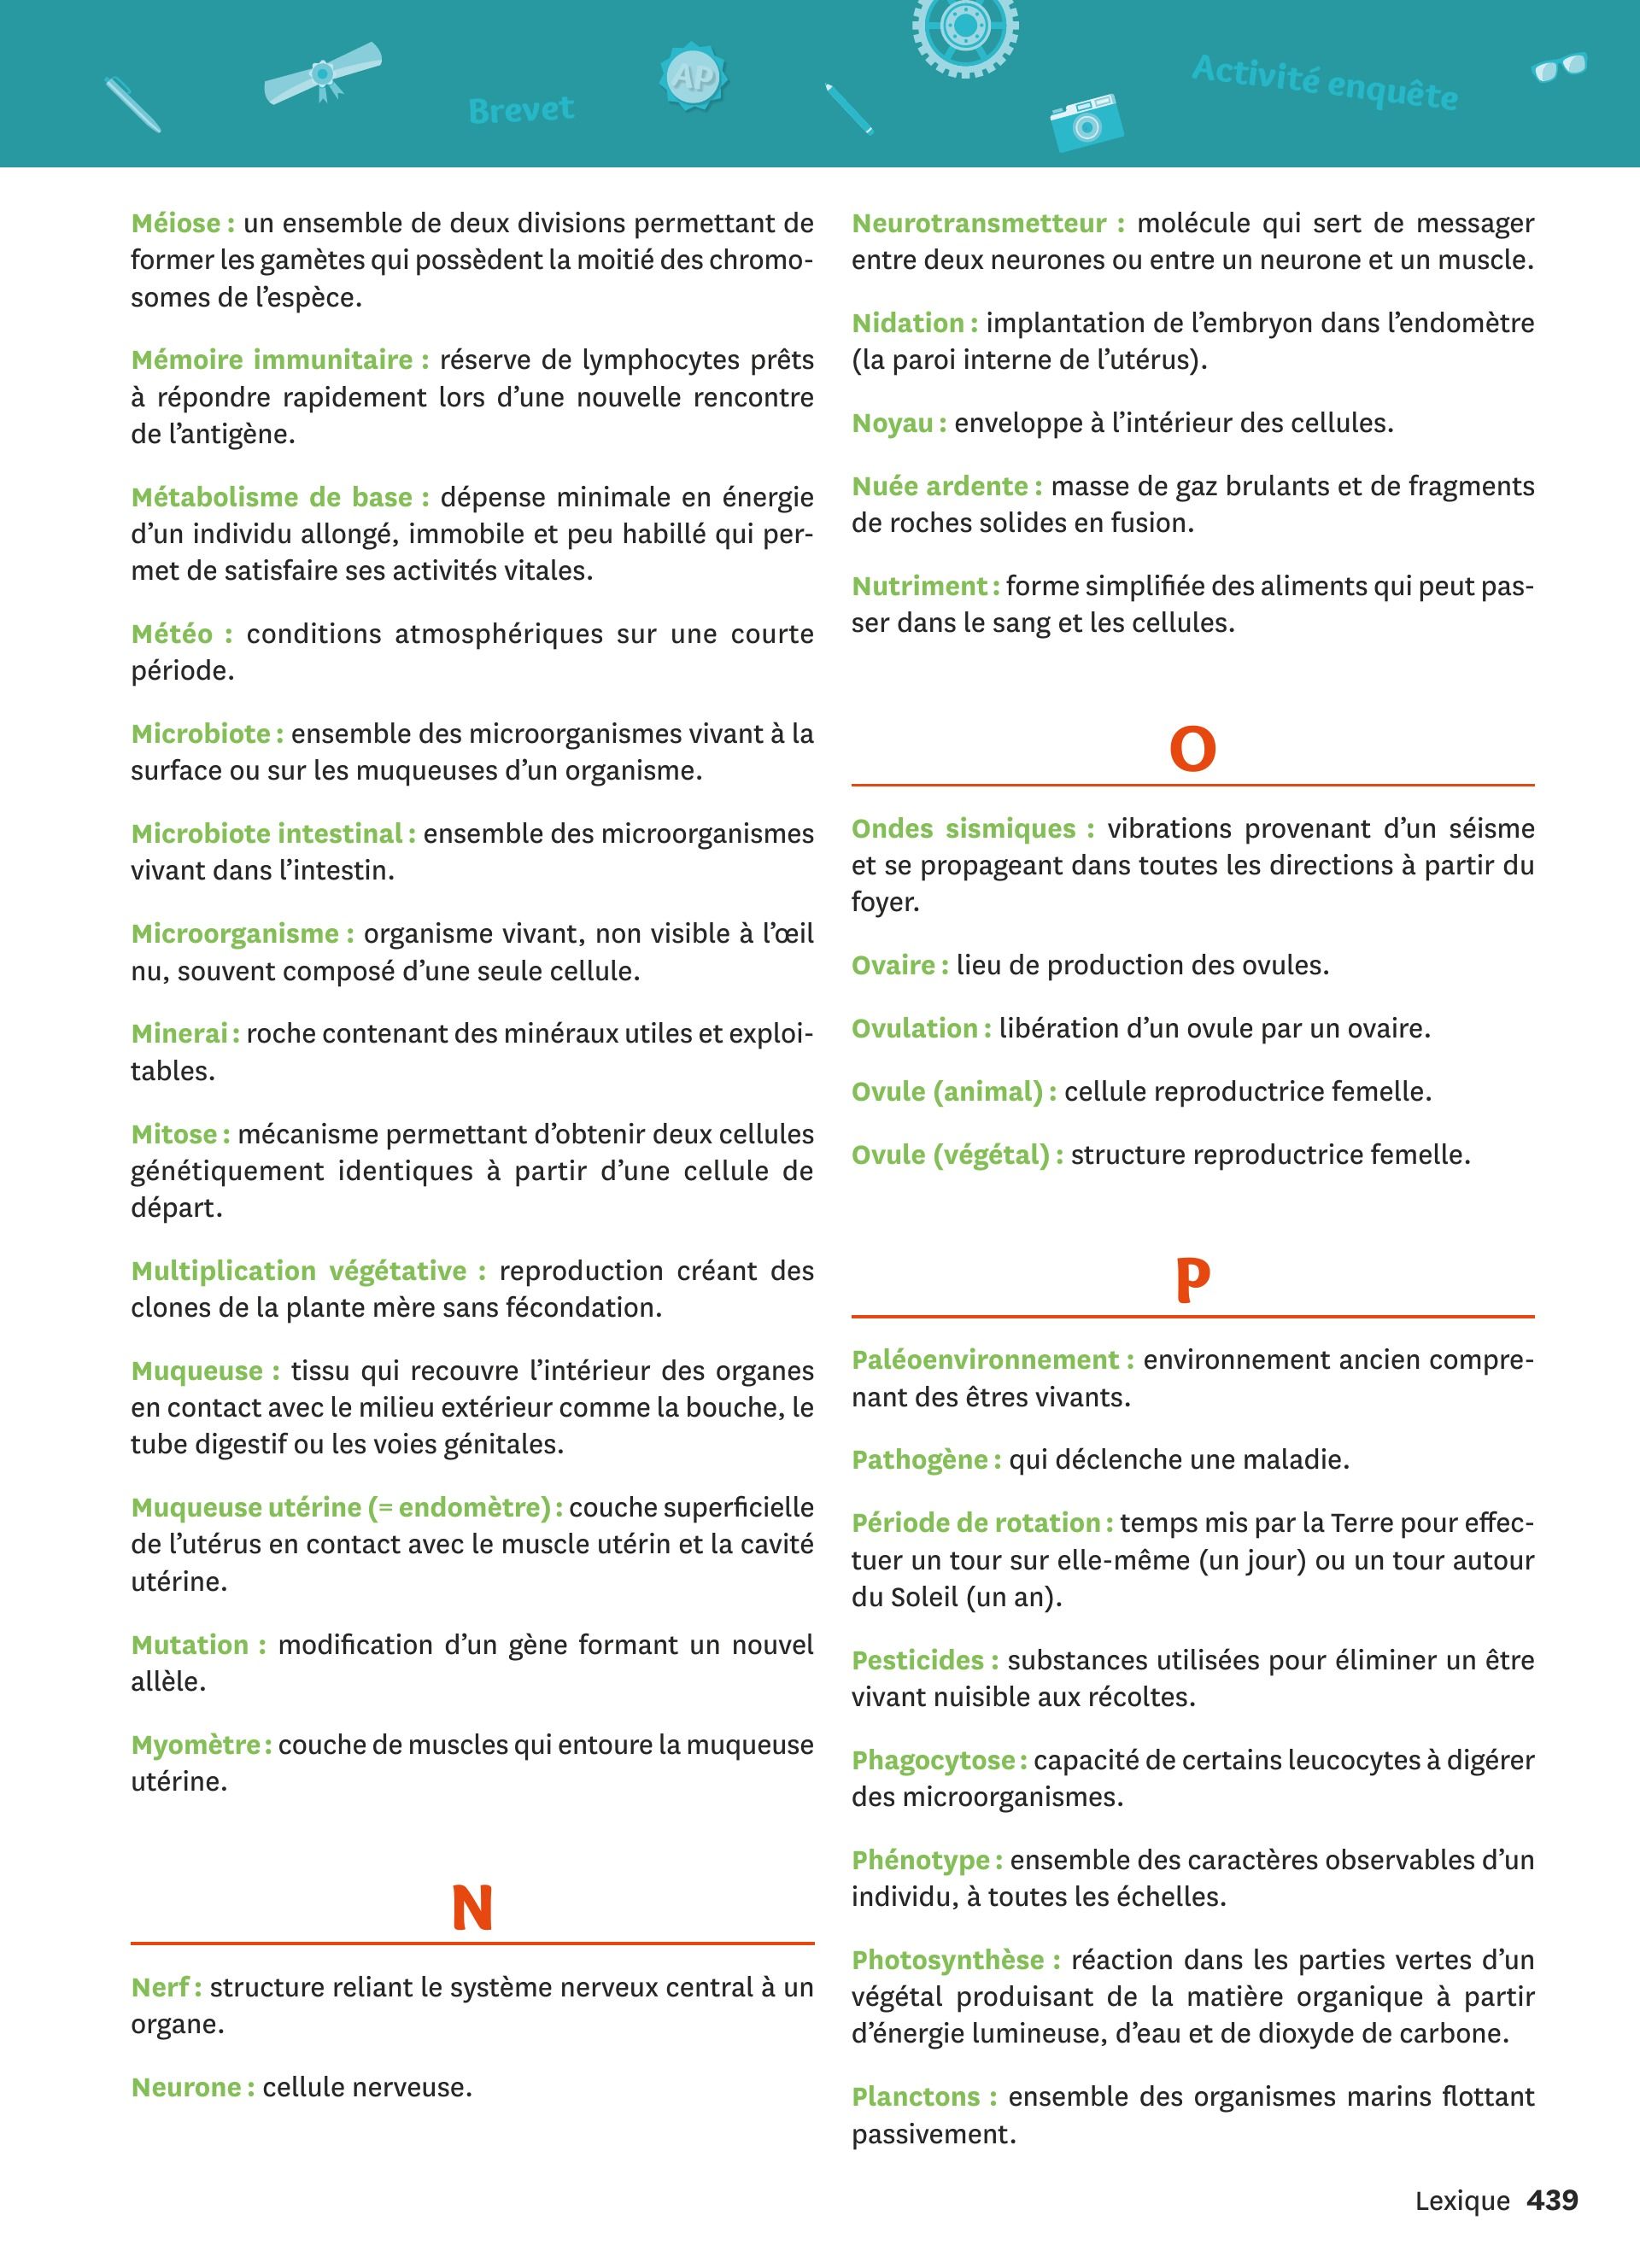 Brevet
AP
Activité enquête
Méiose : un ensemble de deux divisions permettant de
former les gamètes qui possèdent la moitié des chromo-
somes de l’espèce.
Mémoire immunitaire : réserve de lymphocytes prêts
à répondre rapidement lors d’une nouvelle rencontre
de l’antigène.
Métabolisme de base : dépense minimale en énergie
d’un individu allongé, immobile et peu habillé qui per-
met de satisfaire ses activités vitales.
Météo : conditions atmosphériques sur une courte
période.
Microbiote : ensemble des microorganismes vivant à la
surface ou sur les muqueuses d’un organisme.
Microbiote intestinal : ensemble des microorganismes
vivant dans l’intestin.
Microorganisme : organisme vivant, non visible à l’œil
nu, souvent composé d’une seule cellule.
Minerai : roche contenant des minéraux utiles et exploi-
tables.
Mitose : mécanisme permettant d’obtenir deux cellules
génétiquement identiques à partir d’une cellule de
départ.
Multiplication végétative : reproduction créant des
clones de la plante mère sans fécondation.
Muqueuse : tissu qui recouvre l’intérieur des organes
en contact avec le milieu extérieur comme la bouche, le
tube digestif ou les voies génitales.
Muqueuse utérine (= endomètre) : couche superficielle
de l’utérus en contact avec le muscle utérin et la cavité
utérine.
Mutation : modification d’un gène formant un nouvel
allèle.
Myomètre : couche de muscles qui entoure la muqueuse
utérine.
N
Nerf : structure reliant le système nerveux central à un
organe.
Neurone : cellule nerveuse.
Neurotransmetteur : molécule qui sert de messager
entre deux neurones ou entre un neurone et un muscle.
Nidation : implantation de l’embryon dans l’endomètre
(la paroi interne de l’utérus).
Noyau : enveloppe à l’intérieur des cellules.
Nuée ardente : masse de gaz brulants et de fragments
de roches solides en fusion.
Nutriment : forme simplifiée des aliments qui peut pas-
ser dans le sang et les cellules.
O
Ondes sismiques : vibrations provenant d’un séisme
et se propageant dans toutes les directions à partir du
foyer.
Ovaire : lieu de production des ovules.
Ovulation : libération d’un ovule par un ovaire.
Ovule (animal) : cellule reproductrice femelle.
Ovule (végétal) : structure reproductrice femelle.
P
Paléoenvironnement : environnement ancien compre-
nant des êtres vivants.
Pathogène : qui déclenche une maladie.
Période de rotation : temps mis par la Terre pour effec-
tuer un tour sur elle-même (un jour) ou un tour autour
du Soleil (un an).
Pesticides : substances utilisées pour éliminer un être
vivant nuisible aux récoltes.
Phagocytose : capacité de certains leucocytes à digérer
des microorganismes.
Phénotype : ensemble des caractères observables d’un
individu, à toutes les échelles.
Photosynthèse : réaction dans les parties vertes d’un
végétal produisant de la matière organique à partir
d’énergie lumineuse, d’eau et de dioxyde de carbone.
Planctons : ensemble des organismes marins flottant
passivement.
Lexique 439